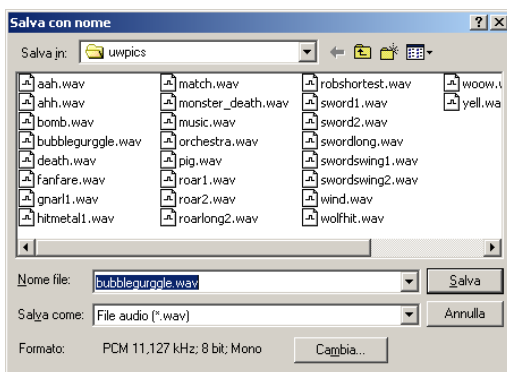 Salva con nome
Salva in: uwpics
aah.wav
ahh.wav
bomb.wav
bubblegurggle.wav
death.wav
fanfare.wav
gnarl1.wav
hitmetal1.wav
match.wav
monster_death.wav
music.wav
orchestra.wav
pig.wav
roar1.wav
roar2.wav
roarlong2.wav
robshortest.wav
sword1.wav
sword2.wav
swordlong.wav
swordswing1.wav
swordswing2.wav
wind.wav
wolfhit.wav
woow.
yell.wa
Nome file: bubblegurggle.wav Salva
Salva come: File audio (*.wav) Annulla
Formato: PCM 11,127 kHz; 8 bit; Mono Cambia...